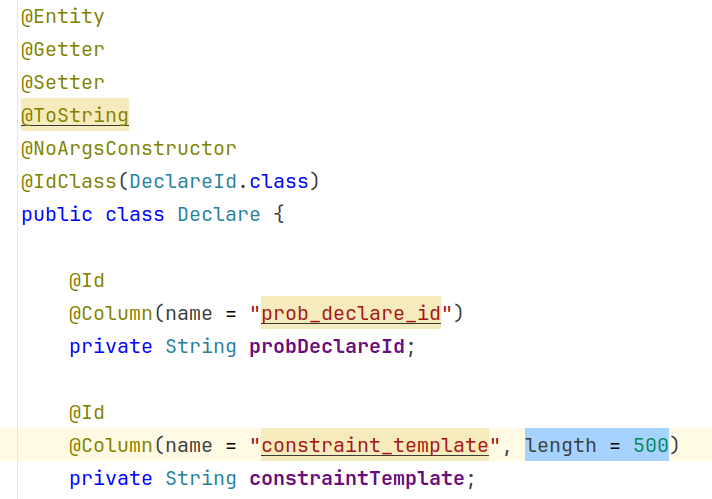 @Entity
@Getter
@Setter
@ToString
@NoArgsConstructor
@IdClass(DeclareId.class)
public class Declare {
@Id
@Column(name = "prob_declare_id")
private String probDeclareId;
@Id
@Column(name = "constraint_template", length = 500)
private String constraintTemplate;